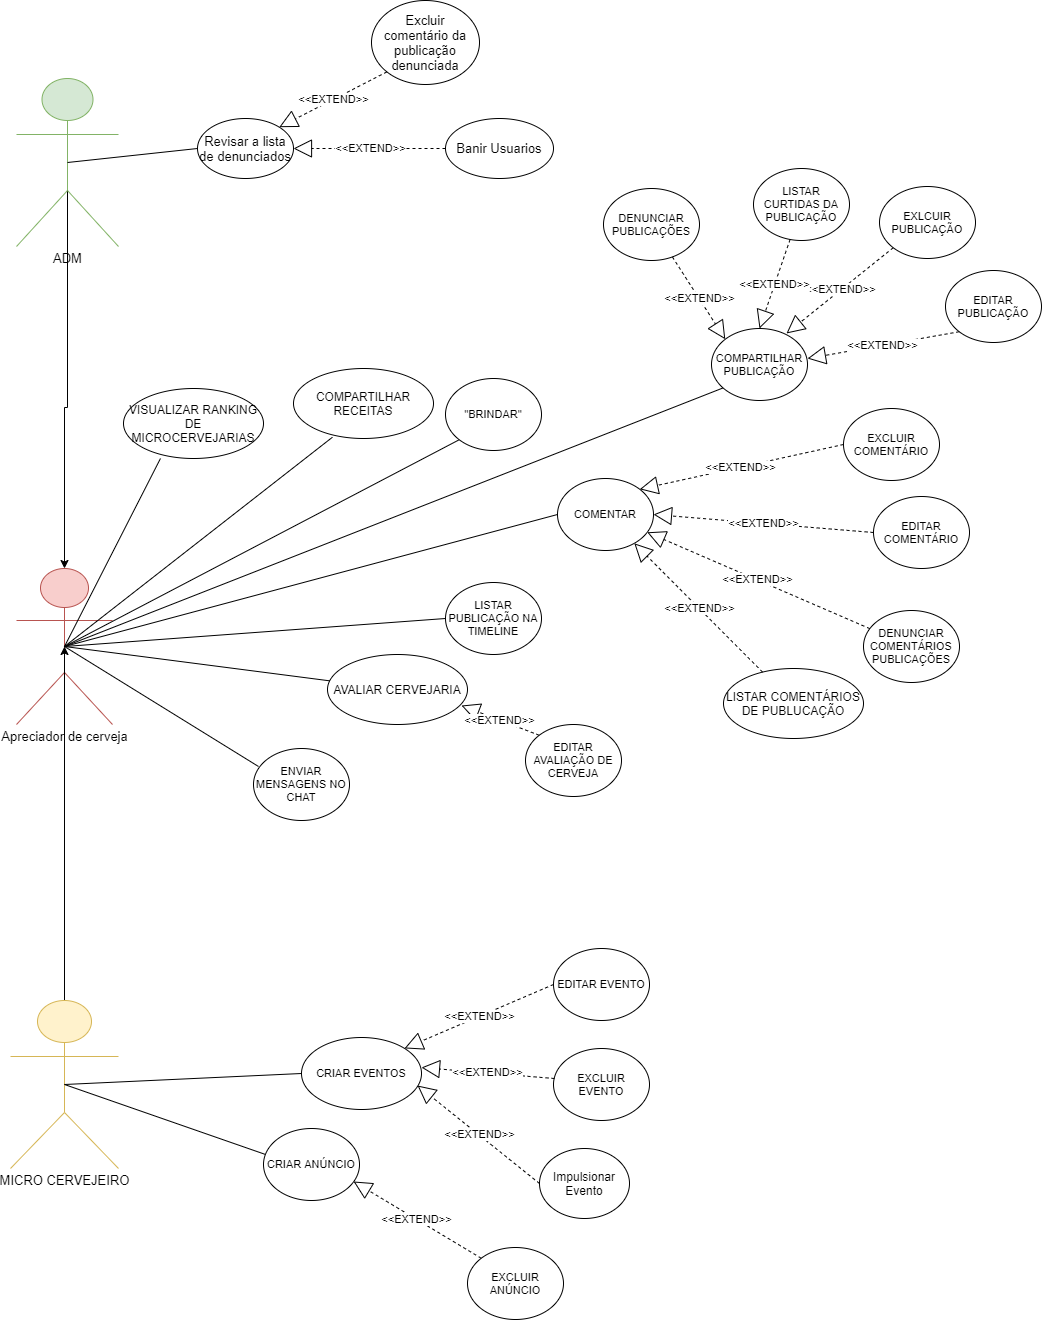 Excluir
comentário da
publicação
denunciada
<<EXTEND>>
Revisar a lista
de denunciados
<<EXTEND>>
Banir Usuarios
ADM
DENUNCIAR
PUBLICAÇÕES
LISTAR
CURTIDAS DA
PUBLICAÇÃO
EXLCUIR
PUBLICAÇÃO
EDITAR
PUBLICAÇÃO
<<EXTEND>>
<<EXTEND>>
<<EXTEND>>
<<EXTEND>>
COMPARTILHAR
PUBLICAÇÃO
VISUALIZAR RANKING
DE
MICROCERVEJARIAS
COMPARTILHAR
RECEITAS
"BRINDAR"
EXCLUIR
COMENTÁRIO
<<EXTEND>>
COMENTAR
<<EXTEND>>
EDITAR
COMENTÁRIO
<<EXTEND>>
<<EXTEND>>
DENUNCIAR
COMENTÁRIOS
PUBLICAÇÕES
LISTAR
PUBLICAÇÃO NA
TIMELINE
LISTAR COMENTÁRIOS
DE PUBLUCAÇÃO
AVALIAR CERVEJARIA
<<EXTEND>>
EDITAR
AVALIAÇÃO DE
CERVEJA
Apreciador de cerveja
ENVIAR
MENSAGENS NO
CHAT
EDITAR EVENTO
<<EXTEND>>
CRIAR EVENTOS
<<EXTEND>>
EXCLUIR
EVENTO
<<EXTEND>>
Impulsionar
Evento
CRIAR ANÚNCIO
MICRO CERVEJEIRO
<<EXTEND>>
EXCLUIR
ANÚNCIO